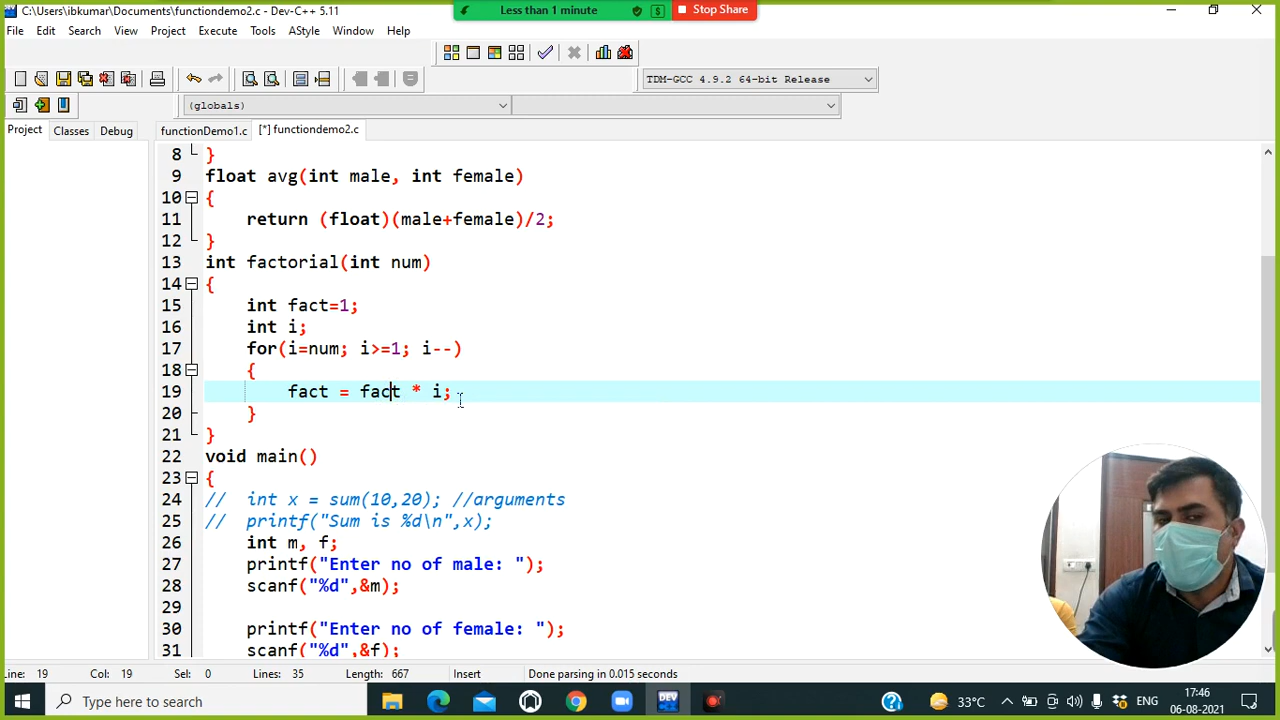 C:\Users\ibkumar\Documents\functiondemo2.c - Dev-C++ 5.11
Less than 1 minute
Stop Share
File Edit Search View Project Execute Tools AStyle Window Help
TDM-GCC 4.9.2 64-bit Release
(globals)
Project Classes Debug functionDemo1.c [*] functiondemo2.c
8 }
9 float avg(int male, int female)
10 {
11 return (float)(male+female)/2;
12 }
13 int factorial(int num)
14 {
15 int fact=1;
16 int i;
17 for(i=num; i>=1; i--)
18 {
19 fact = fact * i;
20 }
21 }
22 void main()
23 {
24 // int x = sum(10,20); //arguments
25 // printf("Sum is %d\n",x);
26 int m, f;
27 printf("Enter no of male: ");
28 scanf("%d",&m);
29
30 printf("Enter no of female: ");
31 scanf("%d",&f);
Line: 19 Col: 19 Sel: 0 Lines: 35 Length: 667 Insert Done parsing in 0.015 seconds
Type here to search
DEV
33°C
ENG
17:46
06-08-2021